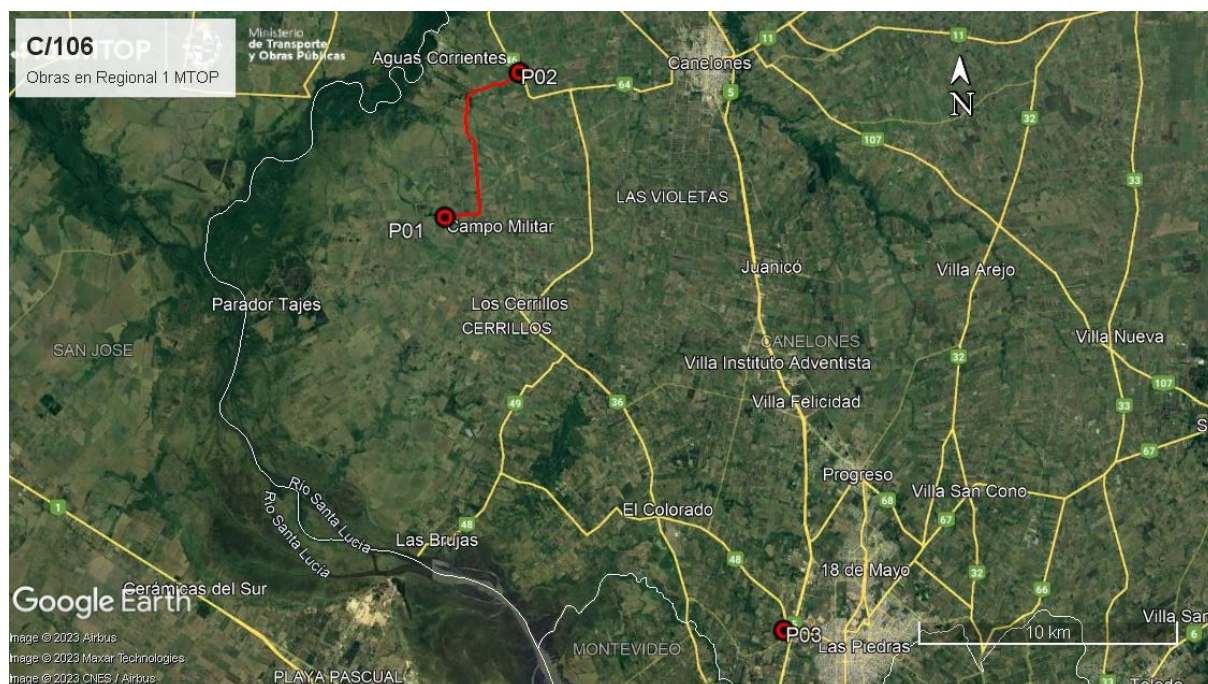 C/106
MTOP
Obras en Regional 1 MTOP
Ministerio
de Transporte
y Obras Públicas
Aguas Corrientes
46
P02
64
Canelones
11
11
5
N
32
107
33
LAS VIOLETAS
P01
Campo Militar
Juanicó
Villa Arejo
Parador Tajes
Los Cerrillos
CERRILLOS
SAN JOSE
CANELONES
Villa Nueva
Villa Instituto Adventista
32
107
49
36
Villa Felicidad
33
67
Progreso
68
Villa San Cono
67
Río Santa Lucía
Río Santa Lucía
1
El Colorado
48
Las Brujas
48
18 de Mayo
32
66
Cerámicas del Sur
Google Earth
Villa San
6
P03
10 km
Las Piedras
MONTEVIDEO
Image © 2023 Airbus
Image © 2023 Maxar Technologies
Image © 2023 CNES / Airbus
PLAYA PASCUAL
33
Toledo